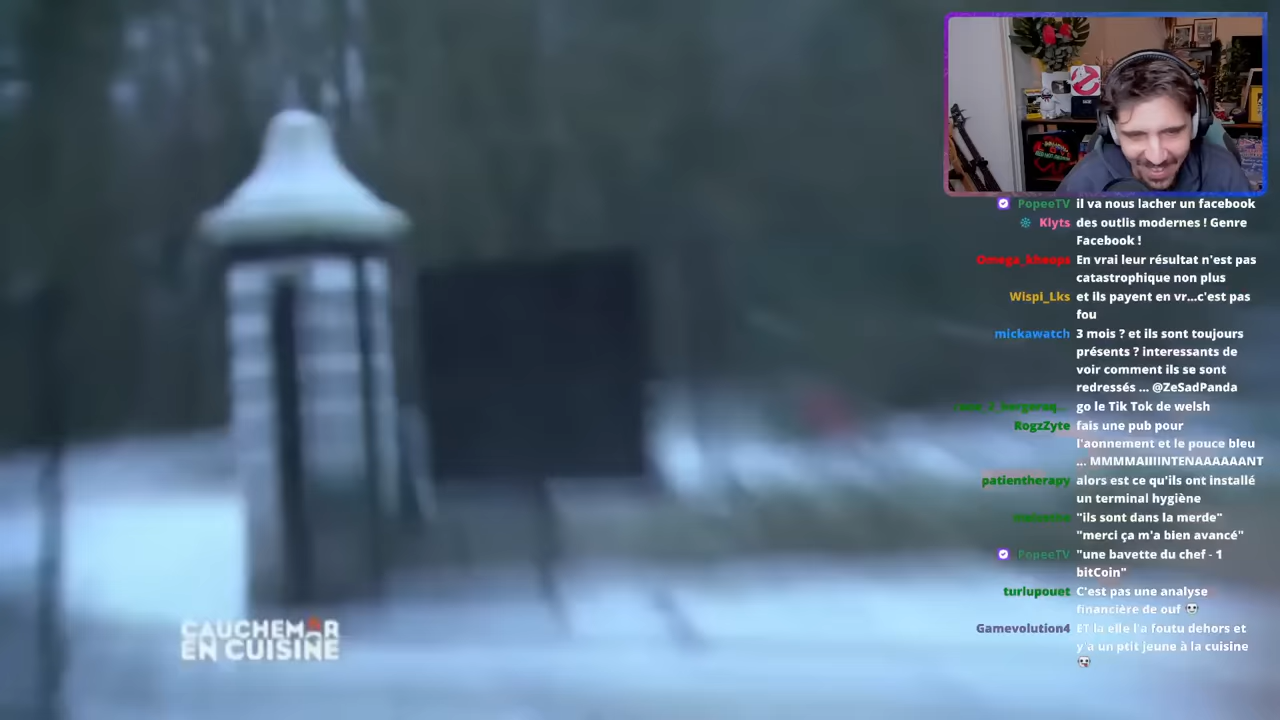 PopeeTV il va nous lacher un facebook
Klyts des outlis modernes ! Genre
Facebook !
Omega_kheops En vrai leur résultat n'est pas
catastrophique non plus
Wispi_Lks et ils payent en vr...c'est pas
fou
mickawatch 3 mois ? et ils sont toujours
présents ? interessants de
voir comment ils se sont
redressés ... @ZeSadPanda
go le Tik Tok de welsh
RogzZyte fais une pub pour
l'aonnement et le pouce bleu
... MMMMAIIIINTENAAAAAANT
patientherapy alors est ce qu'ils ont installé
un terminal hygiène
"ils sont dans la merde"
"merci ça m'a bien avancé"
PopeeTV "une bavette du chef - 1
bitCoin"
turlupouet C'est pas une analyse
financière de ouf
Gamevolution4 ET la elle l'a foutu dehors et
y'a un ptit jeune à la cuisine
CAUCHEMAR
EN CUISINE